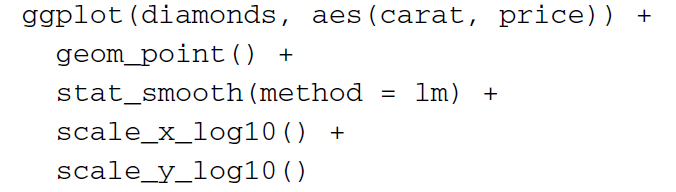 ggplot(diamonds, aes(carat, price)) +
  geom_point() +
  stat_smooth(method = lm) +
  scale_x_log10() +
  scale_y_log10()